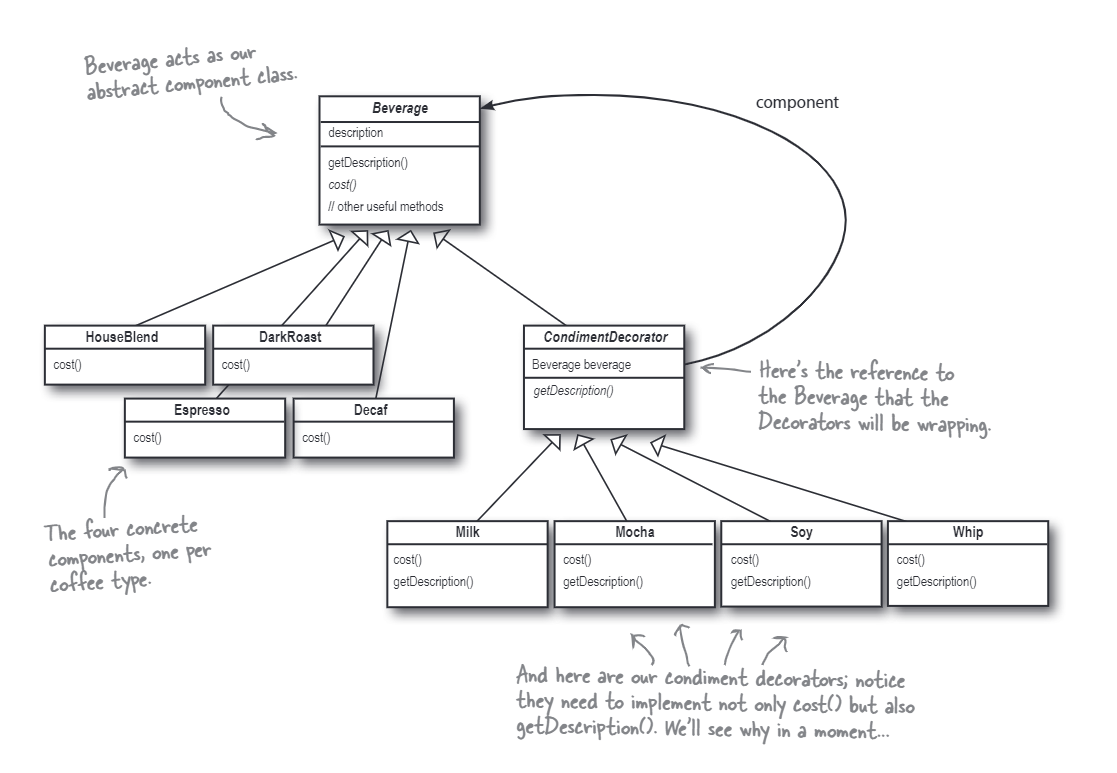 Beverage acts as our
abstract component class.
component
Beverage
description
getDescription()
cost()
// other useful methods
HouseBlend
cost()
DarkRoast
cost()
Espresso
cost()
Decaf
cost()
CondimentDecorator
Beverage beverage
getDescription()
Here's the reference to
the Beverage that the
Decorators will be wrapping.
The four concrete
components, one per
coffee type.
Milk
cost()
getDescription()
Mocha
cost()
getDescription()
Soy
cost()
getDescription()
Whip
cost()
getDescription()
And here are our condiment decorators; notice
they need to implement not only cost() but also
getDescription(). We'll see why in a moment...